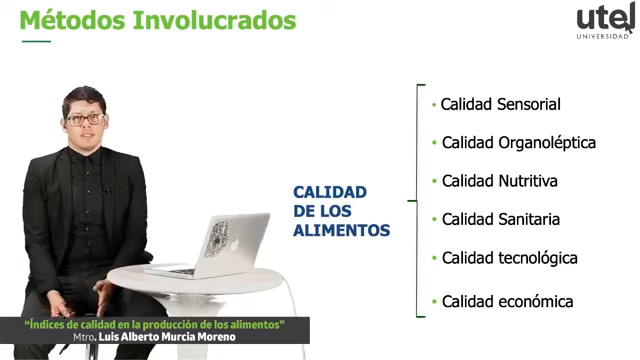 Métodos Involucrados
utel
UNIVERSIDAD
CALIDAD
DE LOS
ALIMENTOS
• Calidad Sensorial
• Calidad Organoléptica
• Calidad Nutritiva
• Calidad Sanitaria
• Calidad tecnológica
• Calidad económica
“Índices de calidad en la producción de los alimentos”
Mtro. Luis Alberto Murcia Moreno